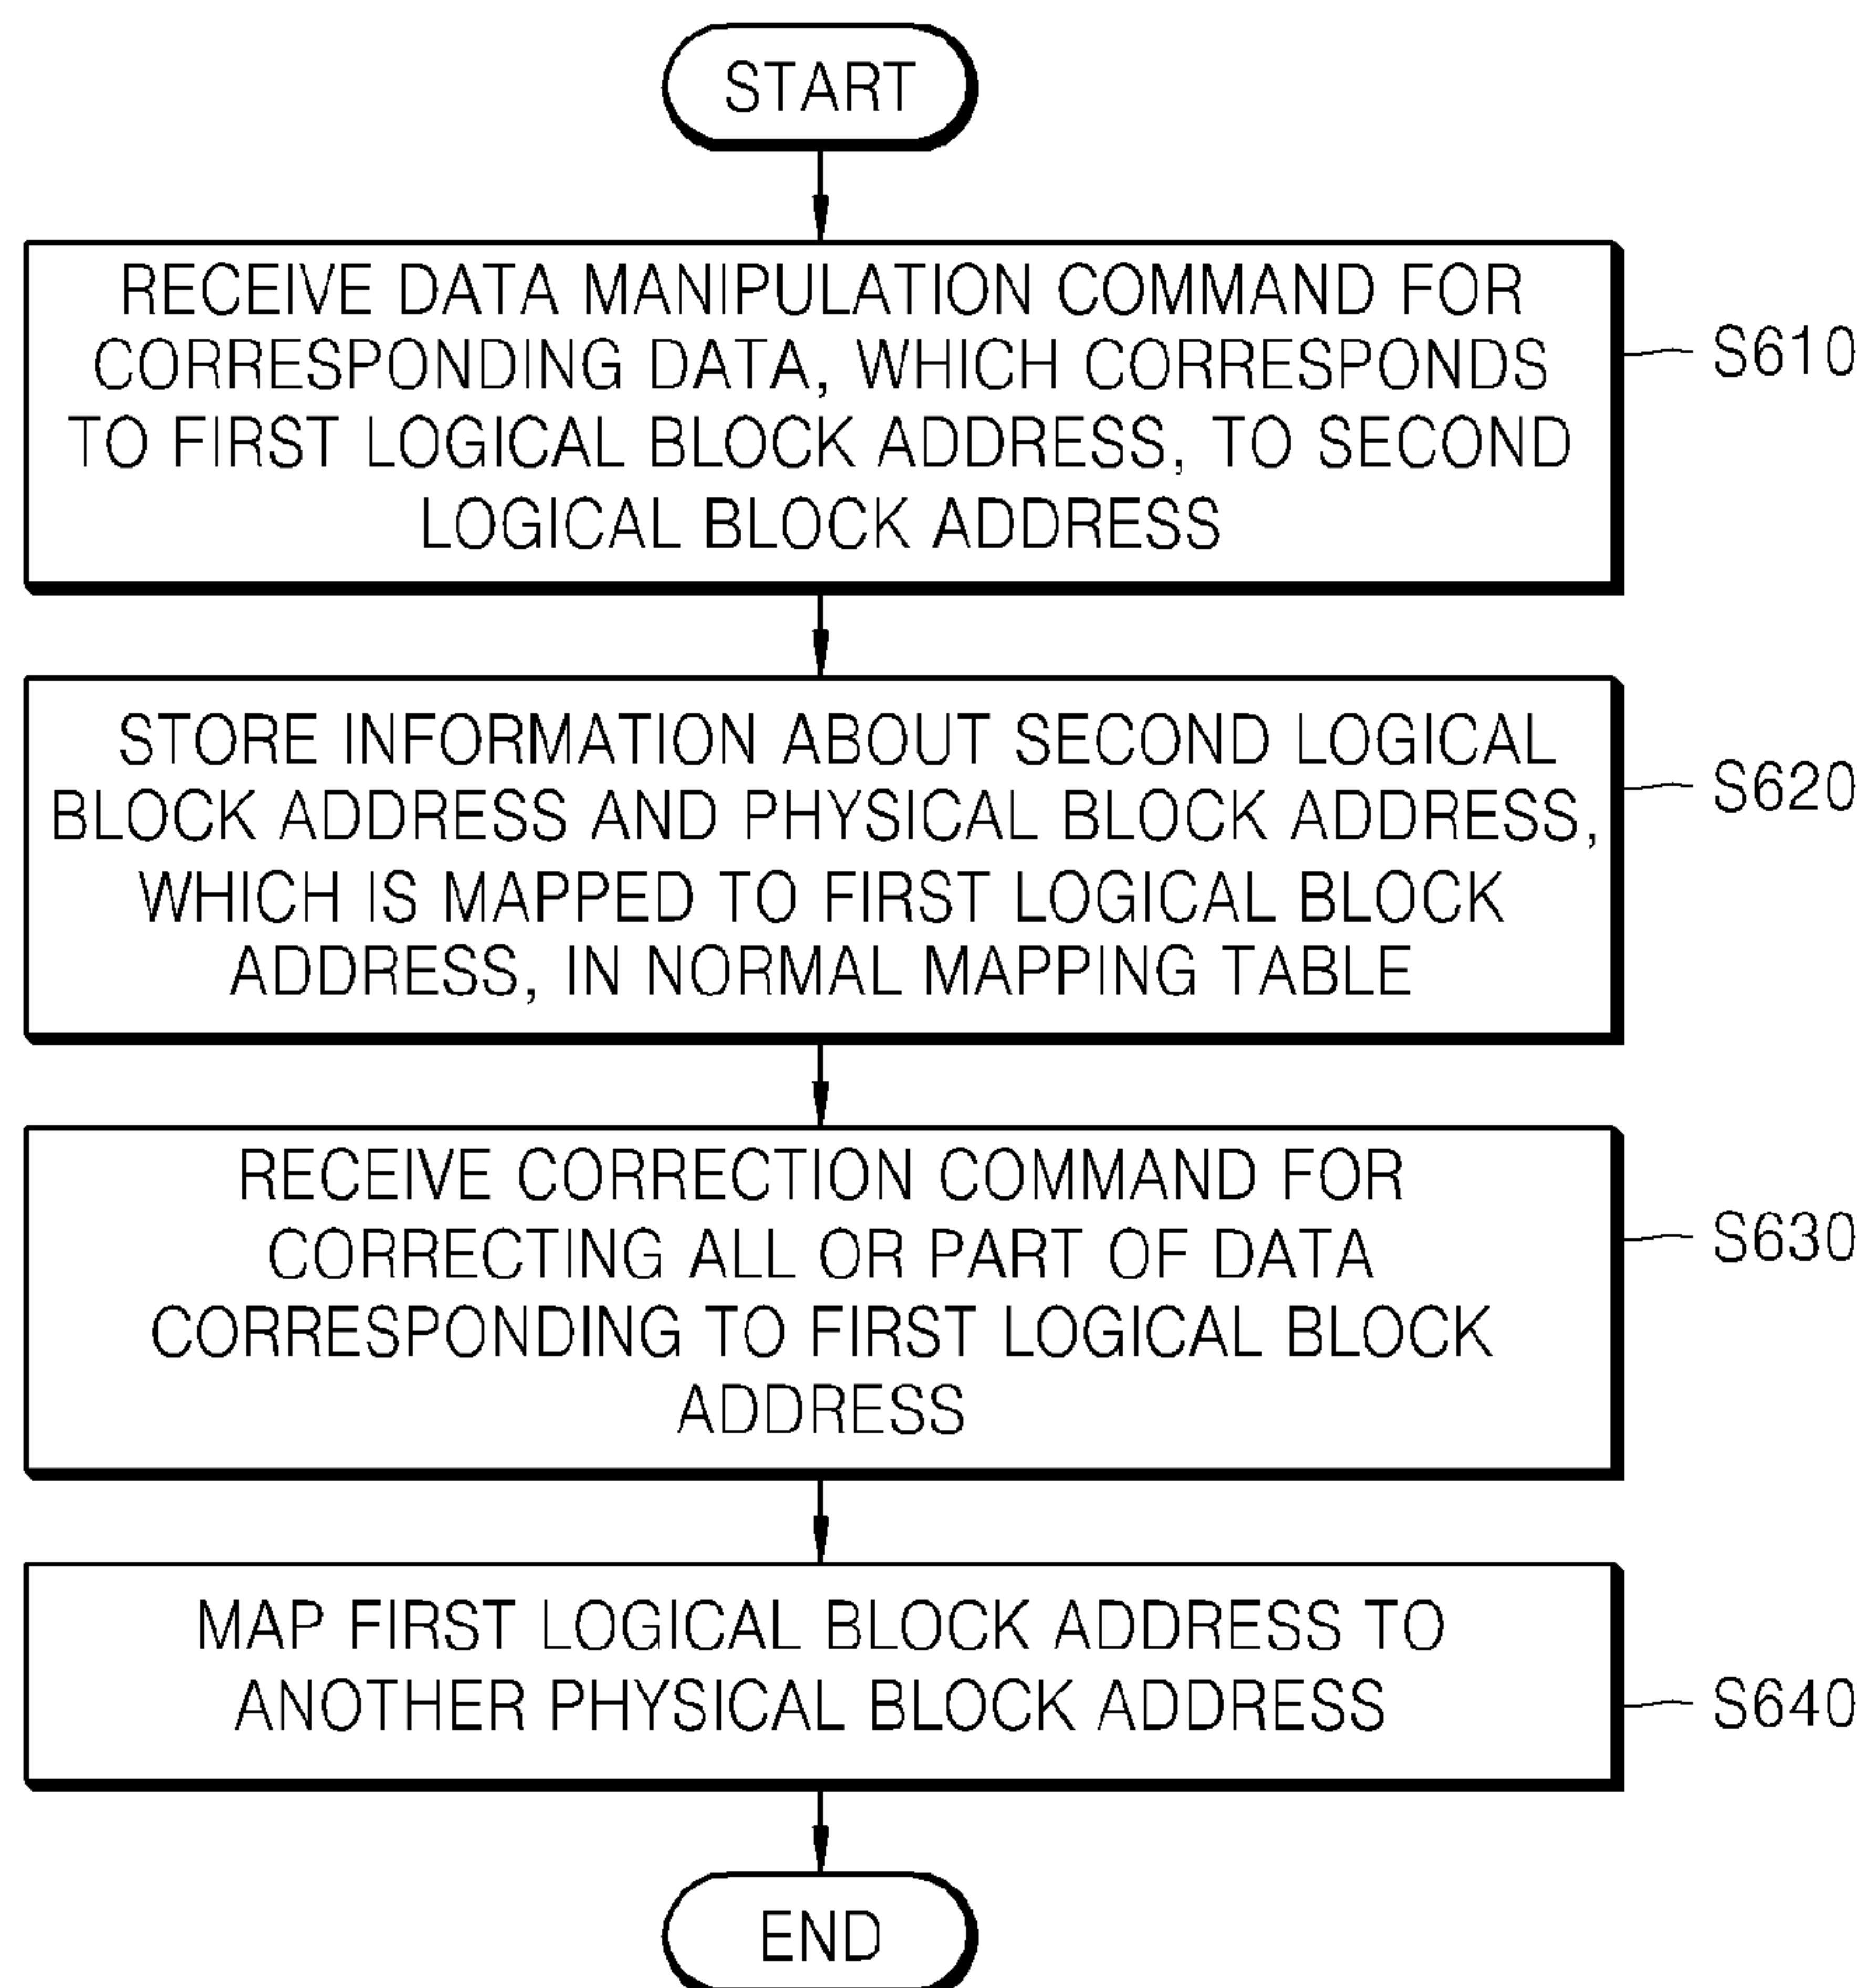 START
RECEIVE DATA MANIPULATION COMMAND FOR
CORRESPONDING DATA, WHICH CORRESPONDS
TO FIRST LOGICAL BLOCK ADDRESS, TO SECOND
LOGICAL BLOCK ADDRESS
S610
STORE INFORMATION ABOUT SECOND LOGICAL
BLOCK ADDRESS AND PHYSICAL BLOCK ADDRESS,
WHICH IS MAPPED TO FIRST LOGICAL BLOCK
ADDRESS, IN NORMAL MAPPING TABLE
S620
RECEIVE CORRECTION COMMAND FOR
CORRECTING ALL OR PART OF DATA
CORRESPONDING TO FIRST LOGICAL BLOCK
ADDRESS
S630
MAP FIRST LOGICAL BLOCK ADDRESS TO
ANOTHER PHYSICAL BLOCK ADDRESS
S640
END